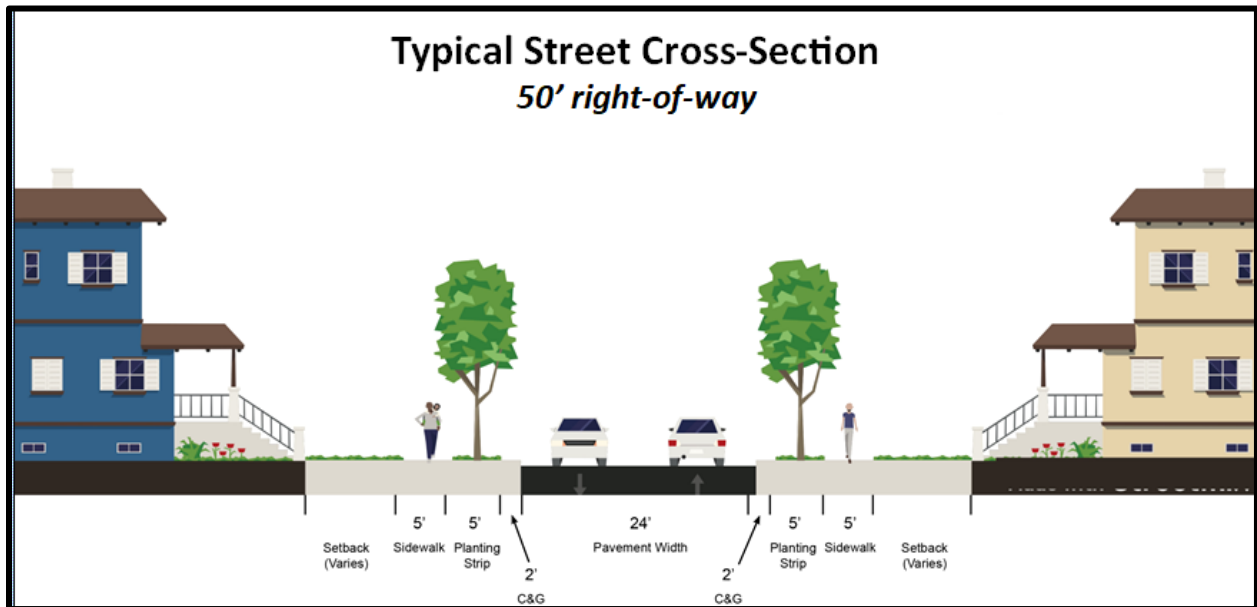 Typical Street Cross-Section
50’ right-of-way
5’ 5’ 24’ 5’ 5’
Setback Sidewalk Planting Pavement Width Planting Sidewalk Setback
(Varies) Strip Strip (Varies)
2’ 2’
C&G C&G